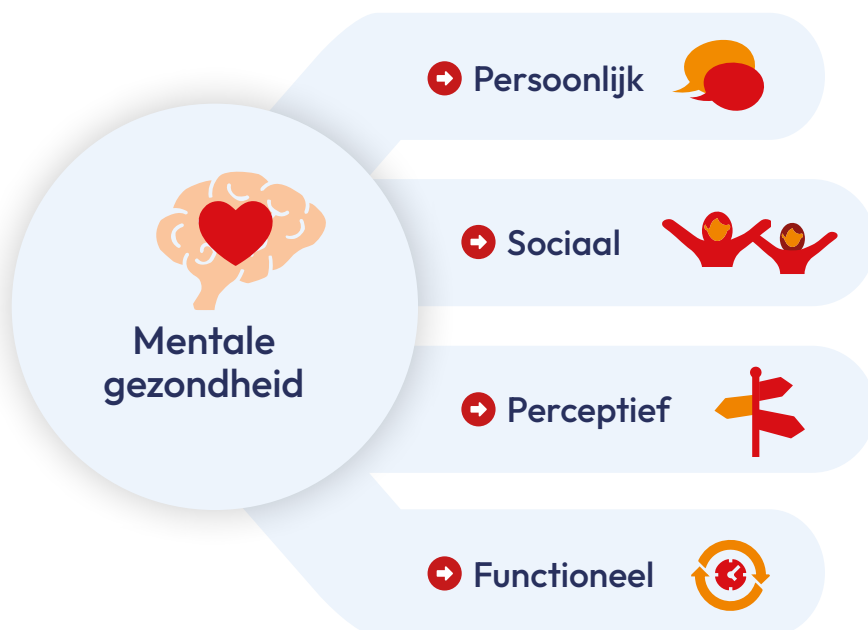 Mentale
gezondheid
Persoonlijk
Sociaal
Perceptief
Functioneel